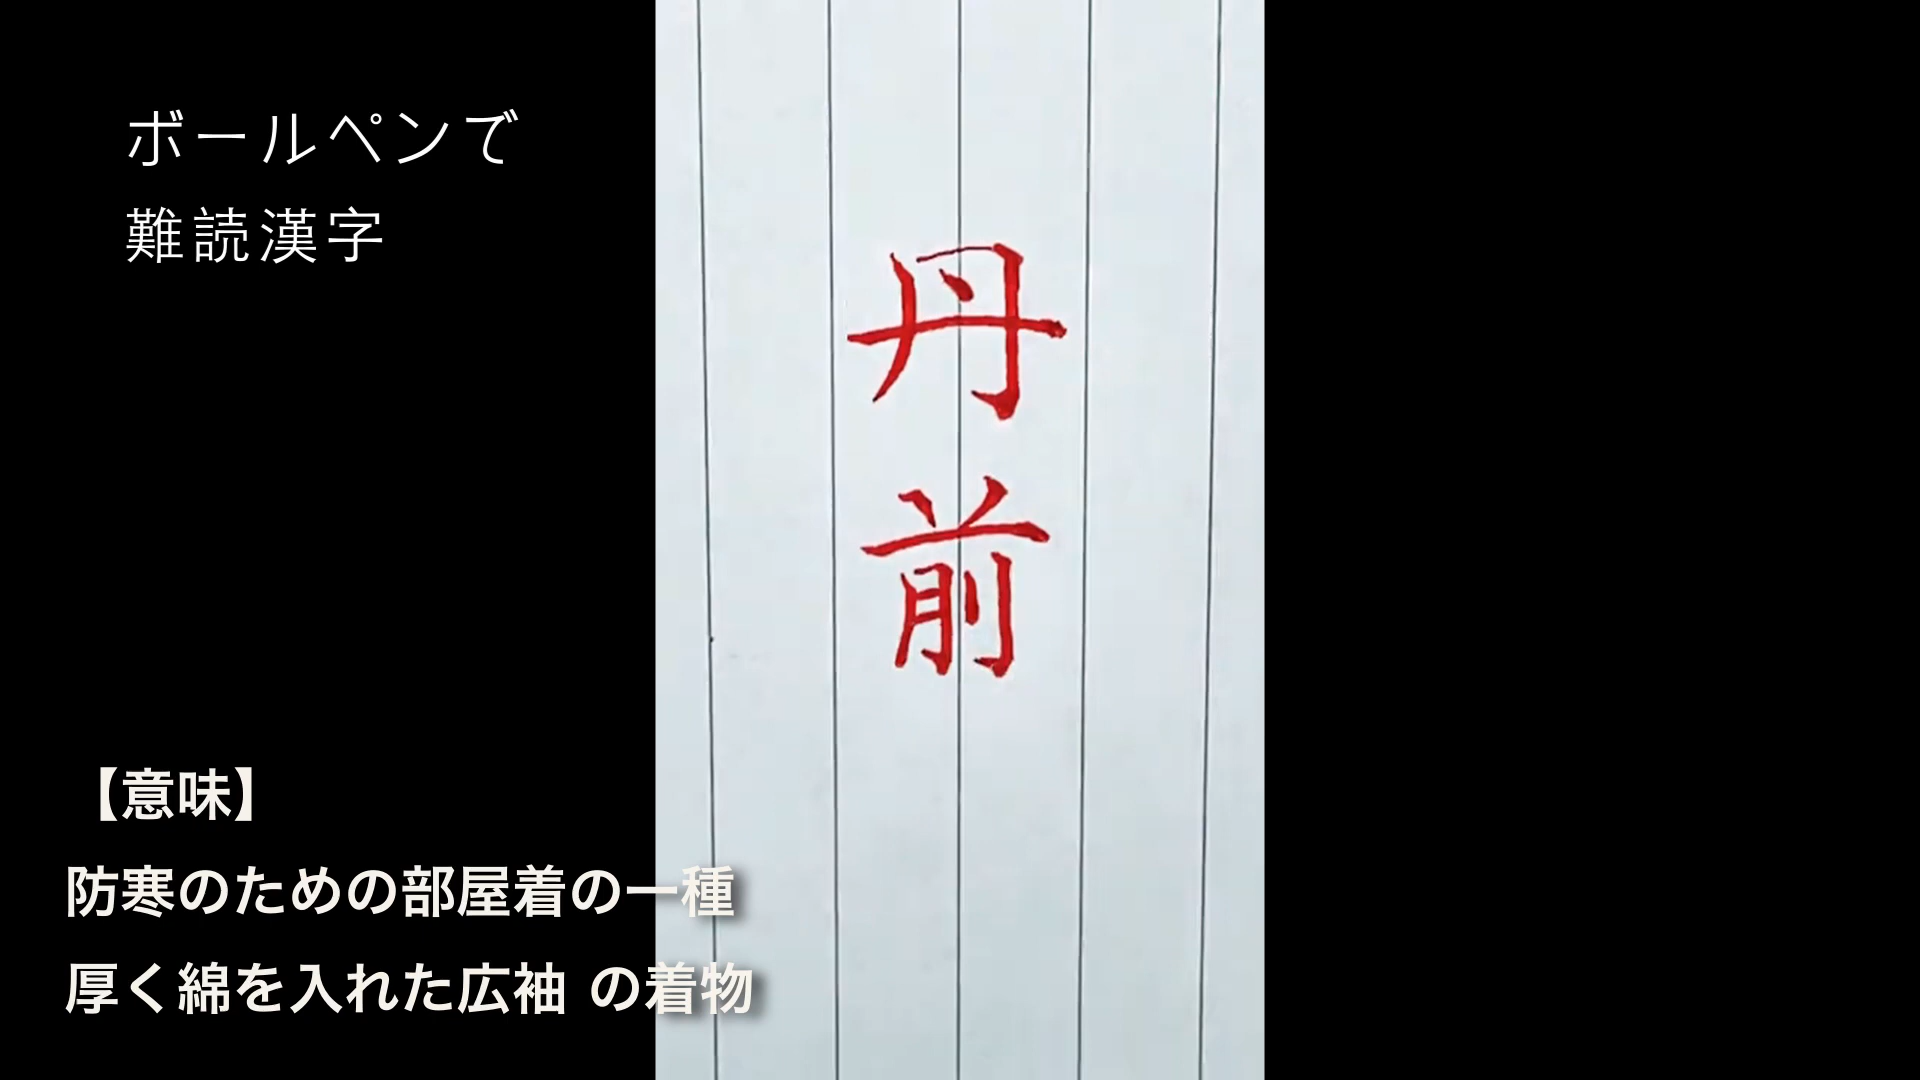 ボールペンで
難読漢字
丹前
【意味】
防寒のための部屋着の一種
厚く綿を入れた広袖 の着物